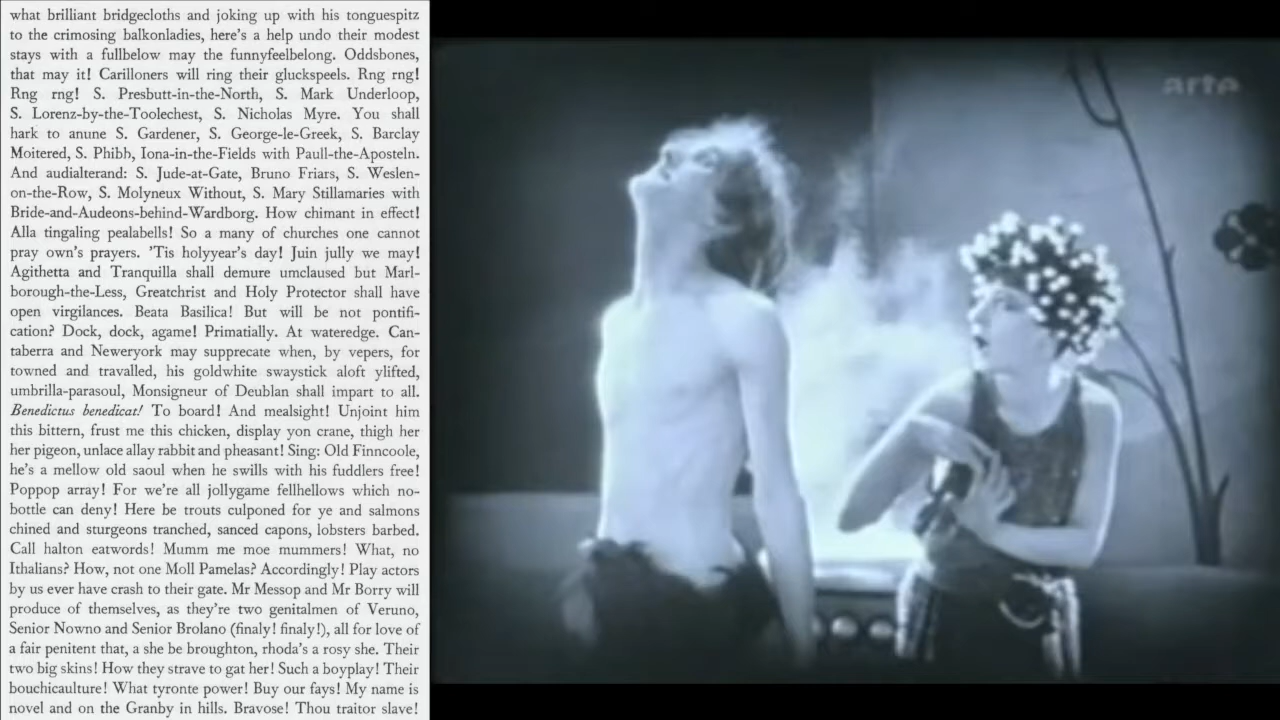 what brilliant bridgecloths and joking up with his tonguespitz
to the crimosing balkonladies, here's a help undo their modest
stays with a fullbelow may the funnyfeelbelong. Oddsbones,
that may it! Carilloners will ring their gluckspeels. Rng rng!
Rng rng! S. Presbutt-in-the-North, S. Mark Underloop,
S. Lorenz-by-the-Toolechest, S. Nicholas Myre. You shall
hark to anune S. Gardener, S. George-le-Greek, S. Barclay
Moitered, S. Phibh, Iona-in-the-Fields with Paull-the-Aposteln.
And audialterand: S. Jude-at-Gate, Bruno Friars, S. Weslen-
on-the-Row, S. Molyneux Without, S. Mary Stillamaries with
Bride-and-Audeons-behind-Wardborg. How chimant in effect!
Alla tingaling pealabells! So a many of churches one cannot
pray own's prayers. 'Tis holyyear's day! Juin jully we may!
Agithetta and Tranquilla shall demure umclaused but Marl-
borough-the-Less, Greatchrist and Holy Protector shall have
open virgilances. Beata Basilica! But will be not pontifi-
cation? Dock, dock, agame! Primatially. At wateredge. Can-
taberra and Neweryork may supprecate when, by vepers, for
towned and travalled, his goldwhite swaystick aloft ylifted,
umbrilla-parasoul, Monsigneur of Deublan shall impart to all.
Benedictus benedicat! To board! And mealsight! Unjoint him
this bittern, frust me this chicken, display yon crane, thigh her
her pigeon, unlace allay rabbit and pheasant! Sing: Old Finncoole,
he's a mellow old saoul when he swills with his fuddlers free!
Poppop array! For we're all jollygame fellhellows which no-
bottle can deny! Here be trouts culponed for ye and salmons
chined and sturgeons tranched, sanced capons, lobsters barbed.
Call halton eatwords! Mumm me moe mummers! What, no
Ithalians? How, not one Moll Pamelas? Accordingly! Play actors
by us ever have crash to their gate. Mr Messop and Mr Borry will
produce of themselves, as they're two genitalmen of Veruno,
Senior Nowno and Senior Brolano (finaly! finaly!), all for love of
a fair penitent that, a she be broughton, rhoda's a rosy she. Their
two big skins! How they strave to gat her! Such a boyplay! Their
bouchicaulture! What tyronte power! Buy our fays! My name is
novel and on the Granby in hills. Bravose! Thou traitor slave!
arte